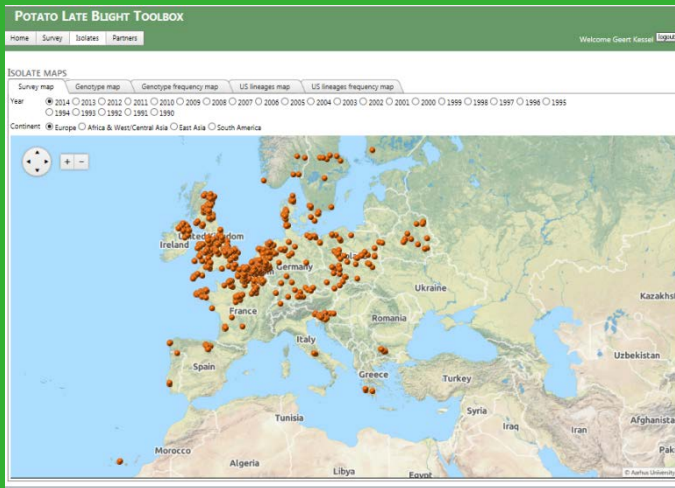 POTATO LATE BLIGHT TOOLBOX
Home Survey Isolates Partners
Welcome Geert Kessel logout
ISOLATE MAPS
Survey map Genotype map Genotype frequency map US lineages map US lineages frequency map
Year 2014 2013 2012 2011 2010 2009 2008 2007 2006 2005 2004 2003 2002 2001 2000 1999 1998 1997 1996 1995
1994 1993 1992 1991 1990
Continent Europe Africa & West/Central Asia East Asia South America
Ireland
Germany
Ukraine
Kazakhs
France
Romania
Italy
Uzbekistan
Spain
Greece
Turkey
Tunisia
Syria
Iraq
Iran
Afghanista
Morocco
Pak
Algeria
Libya
Egypt
© Aarhus University